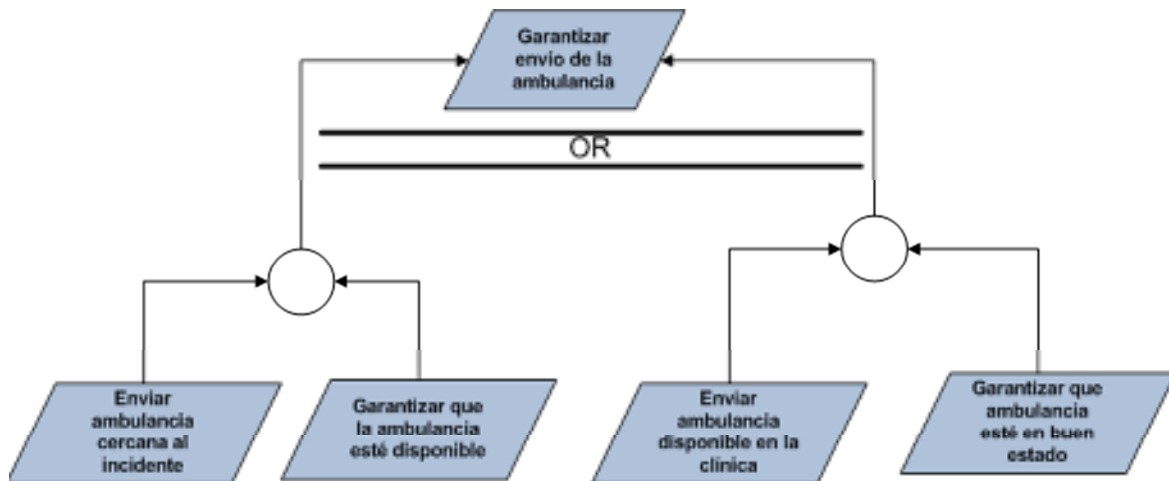 Garantizar
envio de la
ambulancia
OR
Enviar
ambulancia
cercana al
incidente
Garantizar que
la ambulancia
esté disponible
Enviar
ambulancia
disponible en la
clínica
Garantizar que
ambulancia
esté en buen
estado